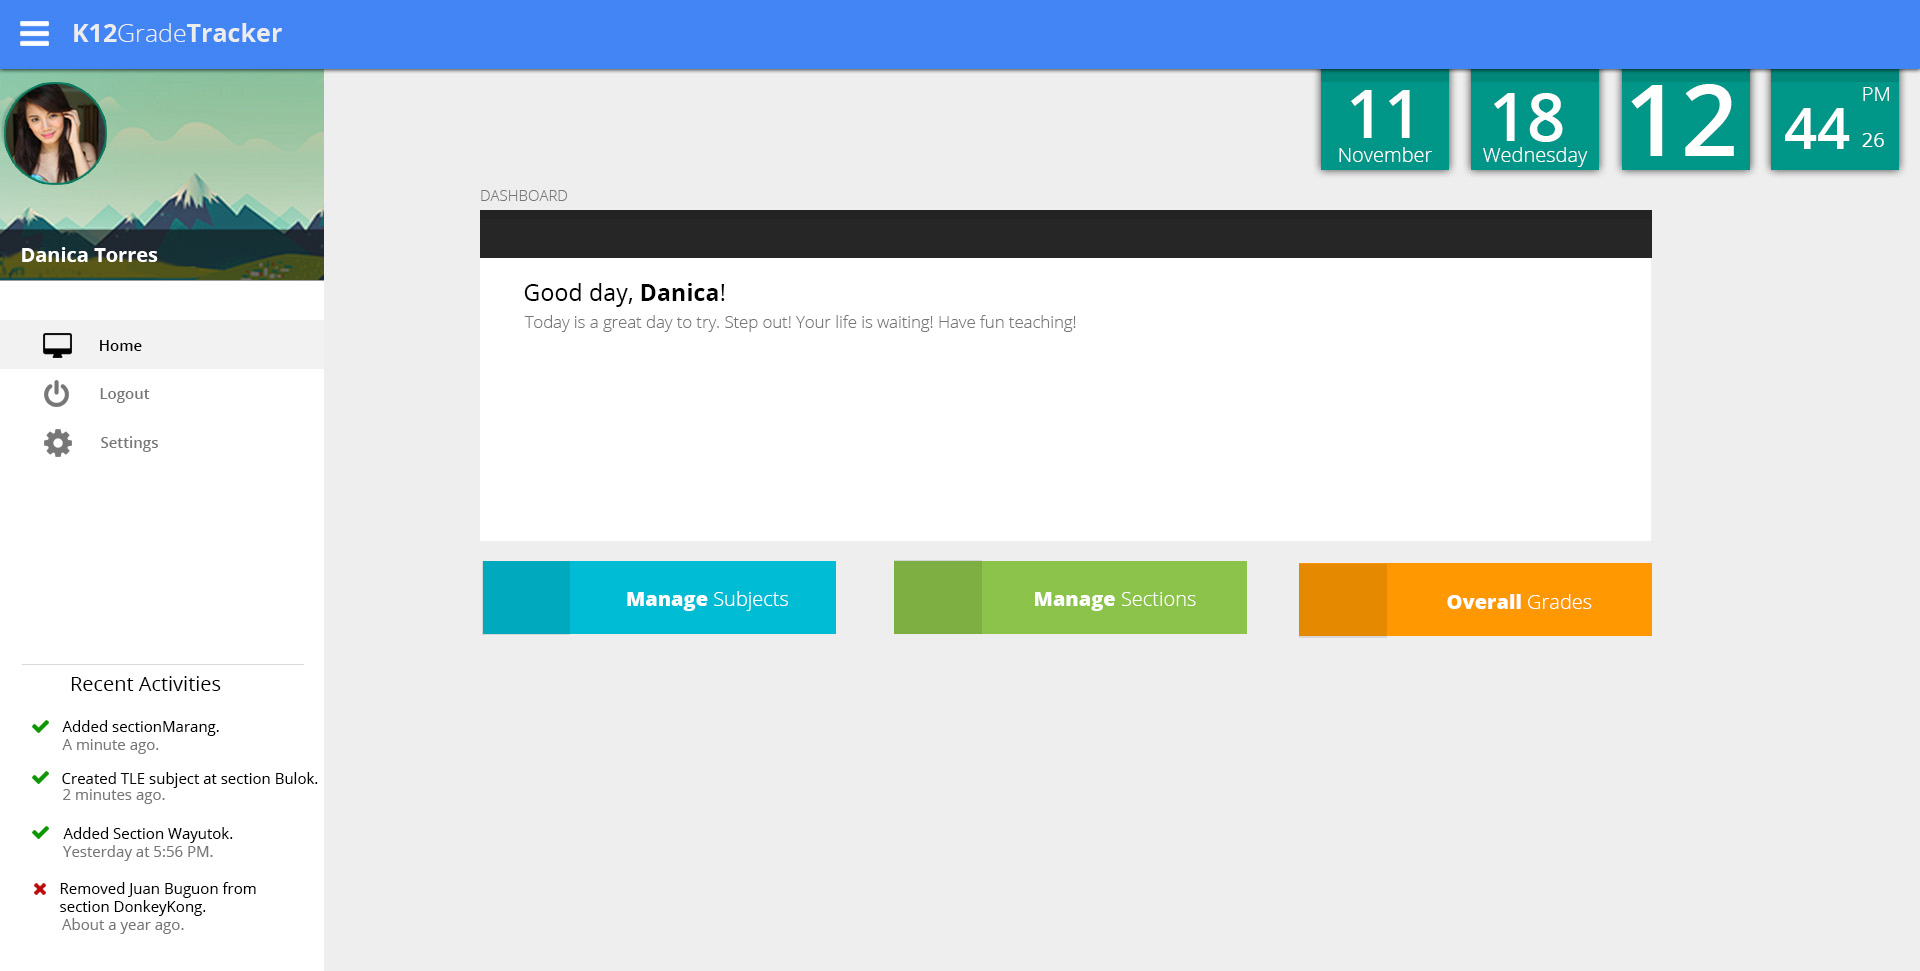 K12GradeTracker
11
November
18
Wednesday
12
44
PM
26
Danica Torres
Home
Logout
Settings
DASHBOARD
Good day, Danica!
Today is a great day to try. Step out! Your life is waiting! Have fun teaching!
Manage Subjects
Manage Sections
Overall Grades
Recent Activities
Added sectionMarang.
A minute ago.
Created TLE subject at section Bulok.
2 minutes ago.
Added Section Wayutok.
Yesterday at 5:56 PM.
Removed Juan Buguon from
section DonkeyKong.
About a year ago.